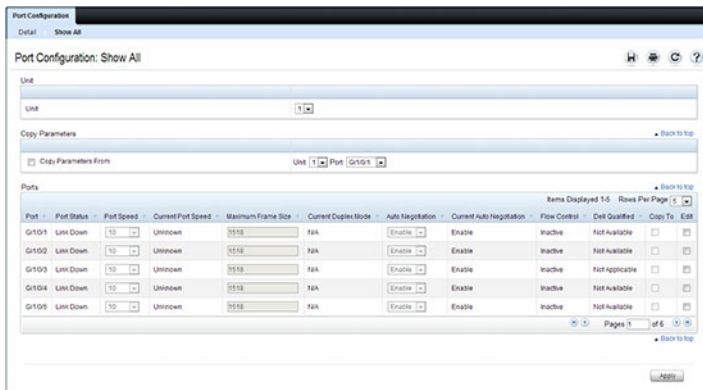 Port Configuration
Detail Show All
Port Configuration: Show All
Unit
Unit 1
Copy Parameters Back to top
Copy Parameters From Unit 1 Port Gi1/0/1
Ports Back to top
Items Displayed 1-5 Rows Per Page 5
Port Port Status Port Speed Current Port Speed Maximum Frame Size Current Duplex Mode Auto Negotiation Current Auto Negotiation Flow Control Dell Qualified Copy To Edit
Gi1/0/1 Link Down 10 Unknown 1518 N/A Enable Enable Inactive Not Available
Gi1/0/2 Link Down 10 Unknown 1518 N/A Enable Enable Inactive Not Available
Gi1/0/3 Link Down 10 Unknown 1518 N/A Enable Enable Inactive Not Applicable
Gi1/0/4 Link Down 10 Unknown 1518 N/A Enable Enable Inactive Not Available
Gi1/0/5 Link Down 10 Unknown 1518 N/A Enable Enable Inactive Not Available
Pages 1 of 6
Back to top
Apply